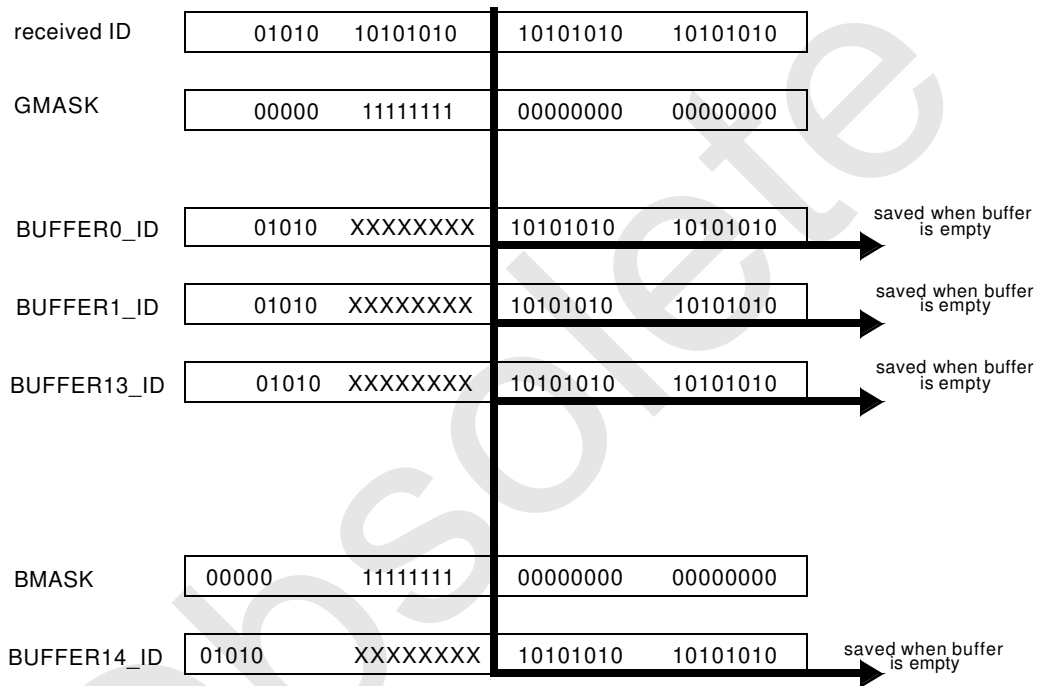 received ID 01010 10101010 10101010 10101010
GMASK 00000 11111111 00000000 00000000
BUFFER0_ID 01010 XXXXXXXX 10101010 10101010 saved when buffer
is empty
BUFFER1_ID 01010 XXXXXXXX 10101010 10101010 saved when buffer
is empty
BUFFER13_ID 01010 XXXXXXXX 10101010 10101010 saved when buffer
is empty
BMASK 00000 11111111 00000000 00000000
BUFFER14_ID 01010 XXXXXXXX 10101010 10101010 saved when buffer
is empty
obsolete